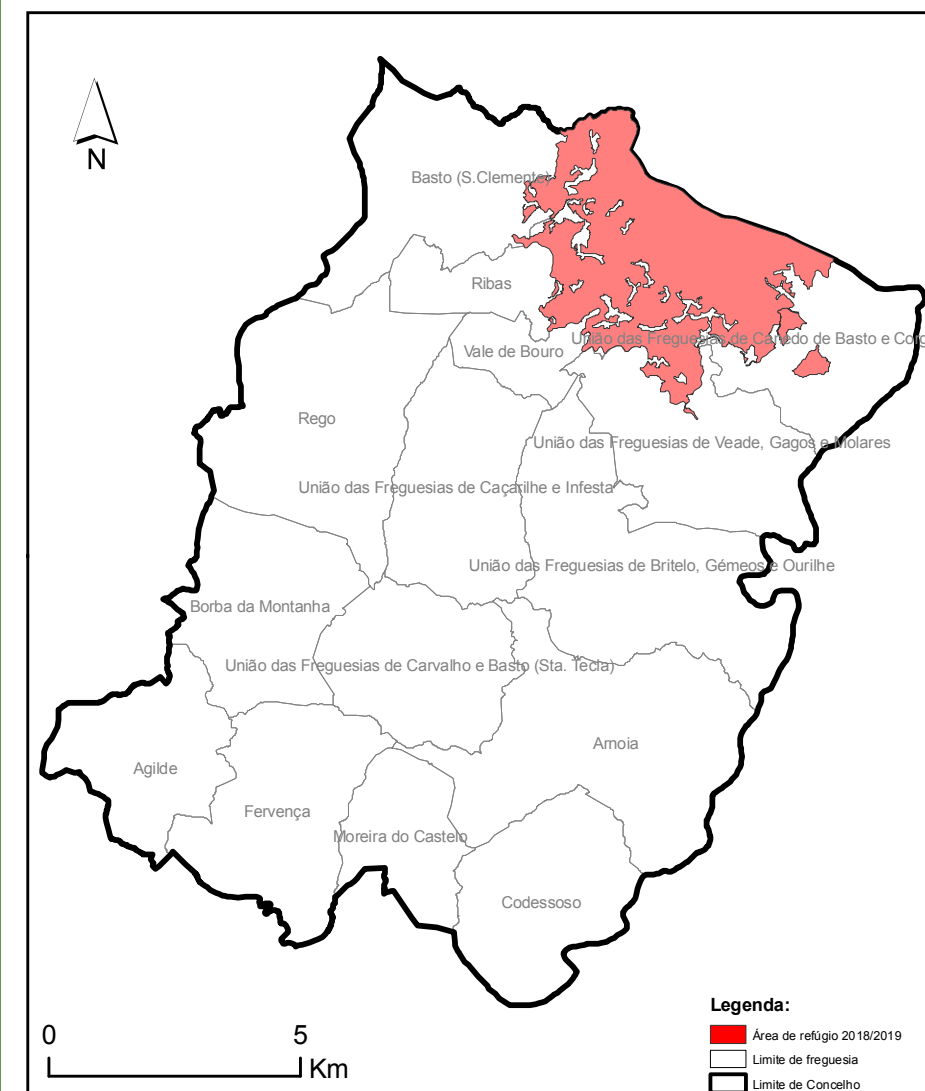 N
Basto (S.Clemente)
Ribas
União das Freguesias de Canedo de Basto e Corg
Vale de Bouro
Rego
União das Freguesias de Veade, Gagos e Molares
União das Freguesias de Caçarilhe e Infesta
União das Freguesias de Britelo, Gémeos e Ourilhe
Borba da Montanha
União das Freguesias de Carvalho e Basto (Sta. Tecla)
Arnoia
Agilde
Fervença
Moreira do Castelo
Codessoso
Legenda:
Área de refúgio 2018/2019
Limite de freguesia
Limite de Concelho
0 5
Km